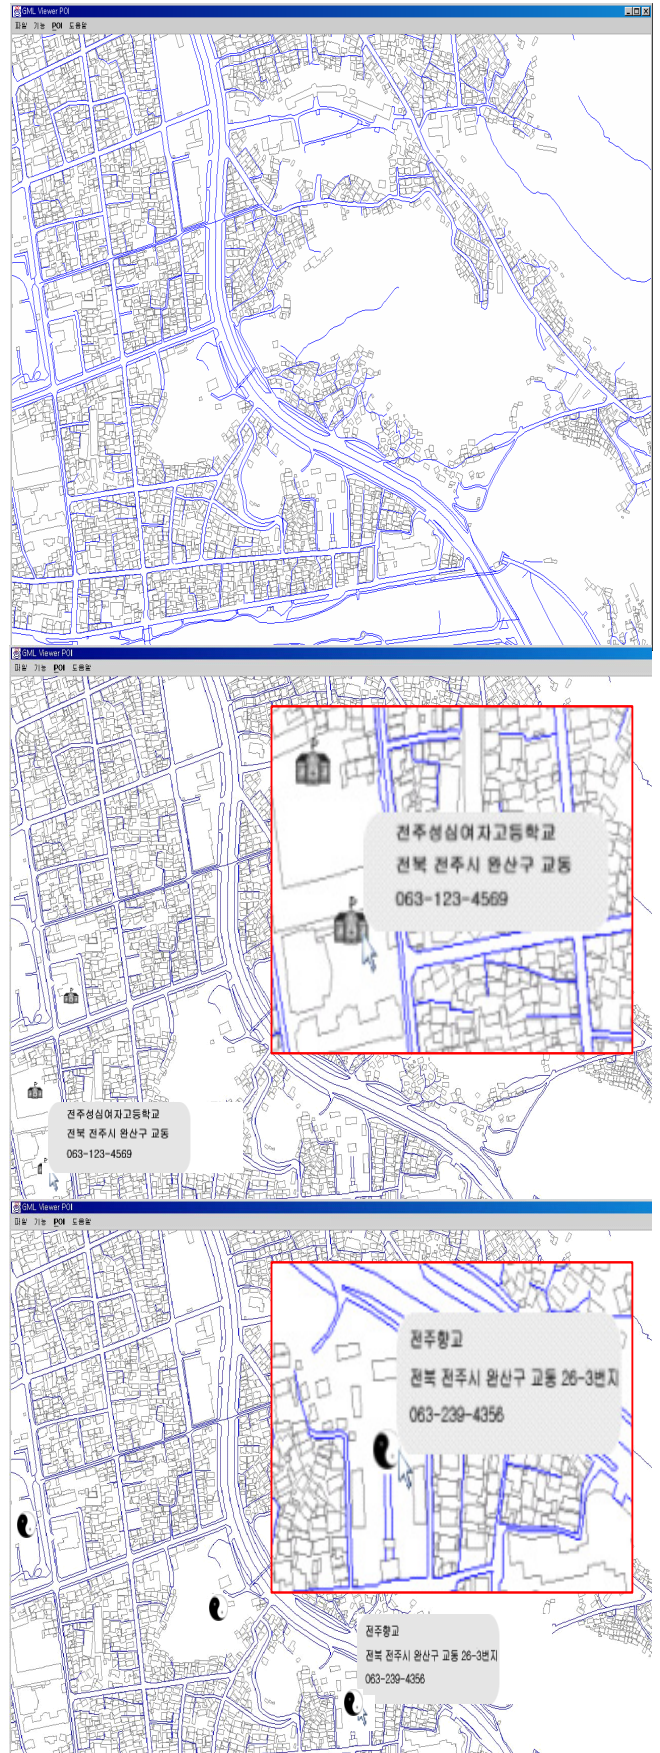 GML Viewer POI
파일 기능 POI 도움말
GML Viewer POI
파일 기능 POI 도움말
전주성심여자고등학교
전북 전주시 완산구 교동
063-123-4569
전주성심여자고등학교
전북 전주시 완산구 교동
063-123-4569
GML Viewer POI
파일 기능 POI 도움말
전주향교
전북 전주시 완산구 교동 26-3번지
063-239-4356
전주향교
전북 전주시 완산구 교동 26-3번지
063-239-4356